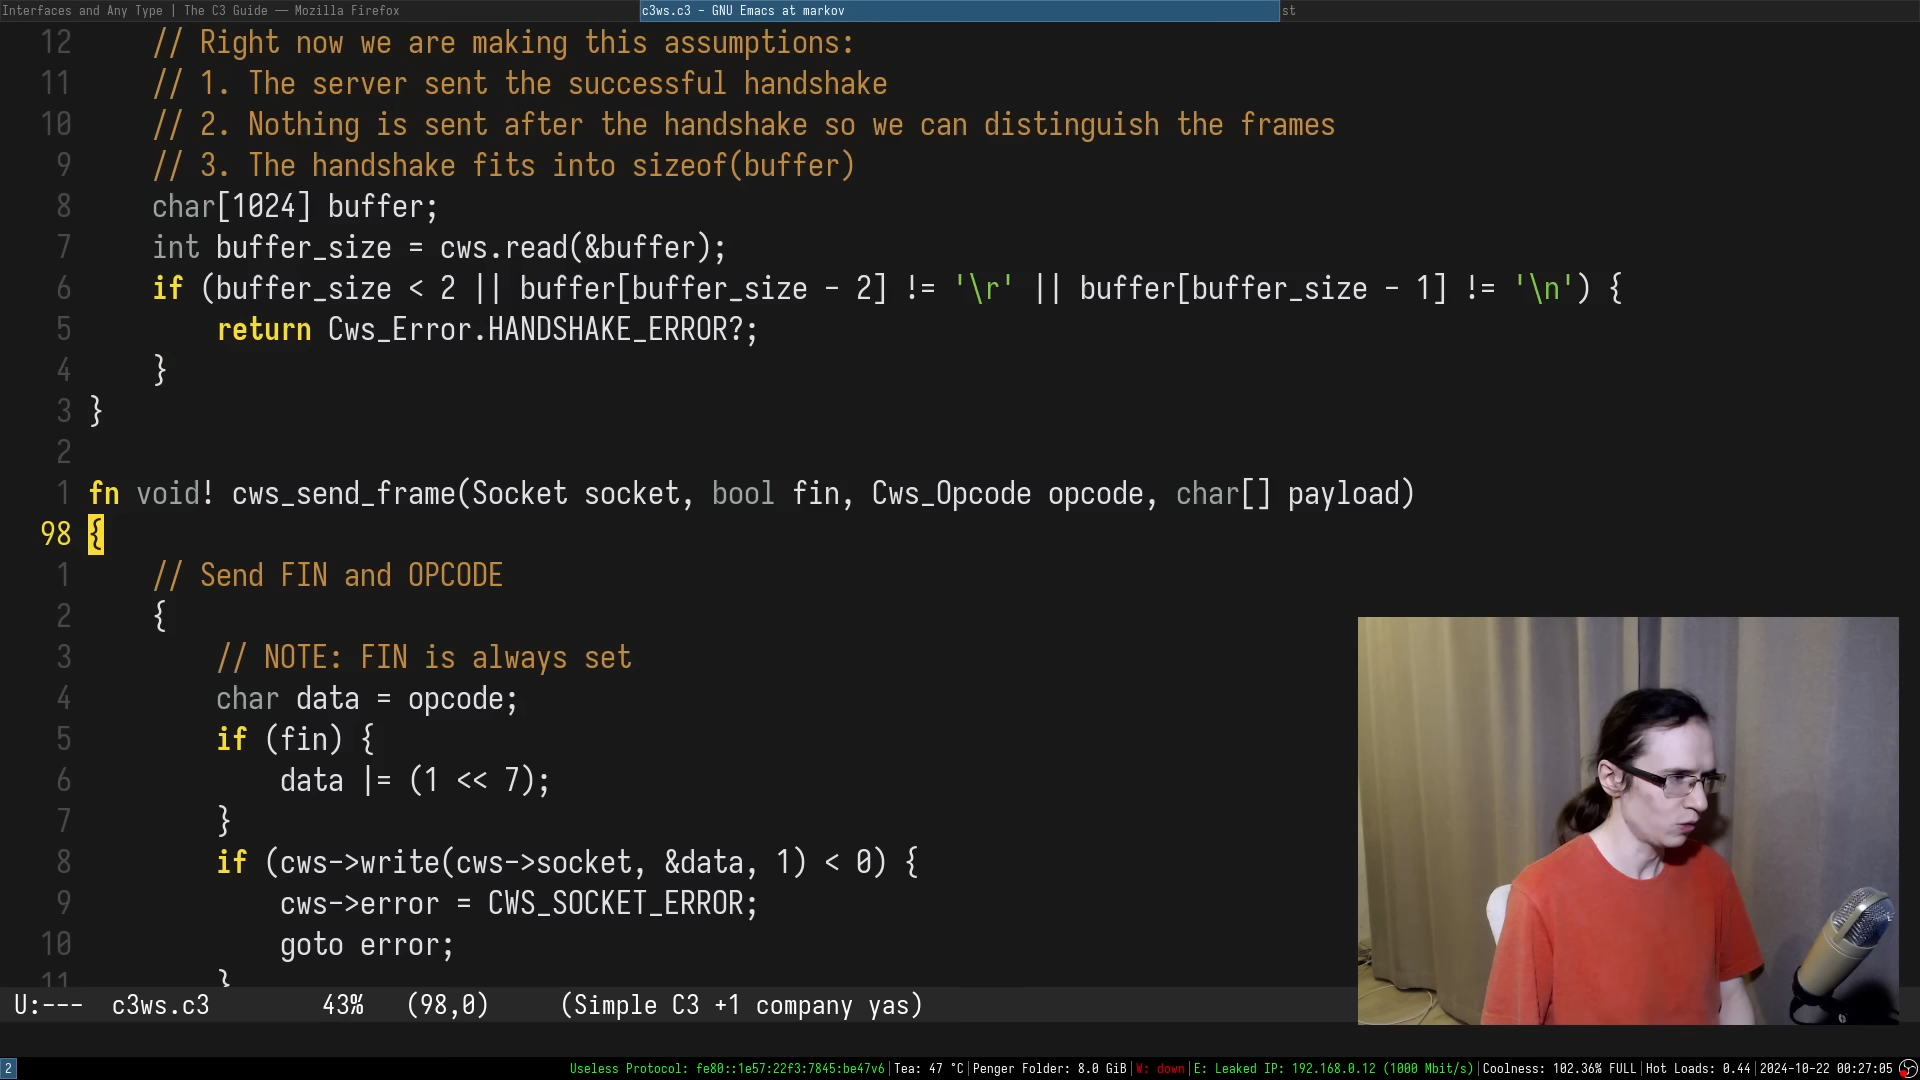 Interfaces and Any Type | The C3 Guide — Mozilla Firefox
c3ws.c3 - GNU Emacs at markov
st
12 // Right now we are making this assumptions:
11 // 1. The server sent the successful handshake
10 // 2. Nothing is sent after the handshake so we can distinguish the frames
9 // 3. The handshake fits into sizeof(buffer)
8 char[1024] buffer;
7 int buffer_size = cws.read(&buffer);
6 if (buffer_size < 2 || buffer[buffer_size - 2] != '\r' || buffer[buffer_size - 1] != '\n') {
5 return Cws_Error.HANDSHAKE_ERROR?;
4 }
3 }
2
1 fn void! cws_send_frame(Socket socket, bool fin, Cws_Opcode opcode, char[] payload)
98 {
1 // Send FIN and OPCODE
2 {
3 // NOTE: FIN is always set
4 char data = opcode;
5 if (fin) {
6 data |= (1 << 7);
7 }
8 if (cws->write(cws->socket, &data, 1) < 0) {
9 cws->error = CWS_SOCKET_ERROR;
10 goto error;
11 }
U:--- c3ws.c3 43% (98,0) (Simple C3 +1 company yas)
2 Useless Protocol: fe80::1e57:22f3:7845:be47v6|Tea: 47 °C|Penger Folder: 8.0 GiB|W: down|E: Leaked IP: 192.168.0.12 (1000 Mbit/s)|Coolness: 102.36% FULL|Hot Loads: 0.44|2024-10-22 00:27:05